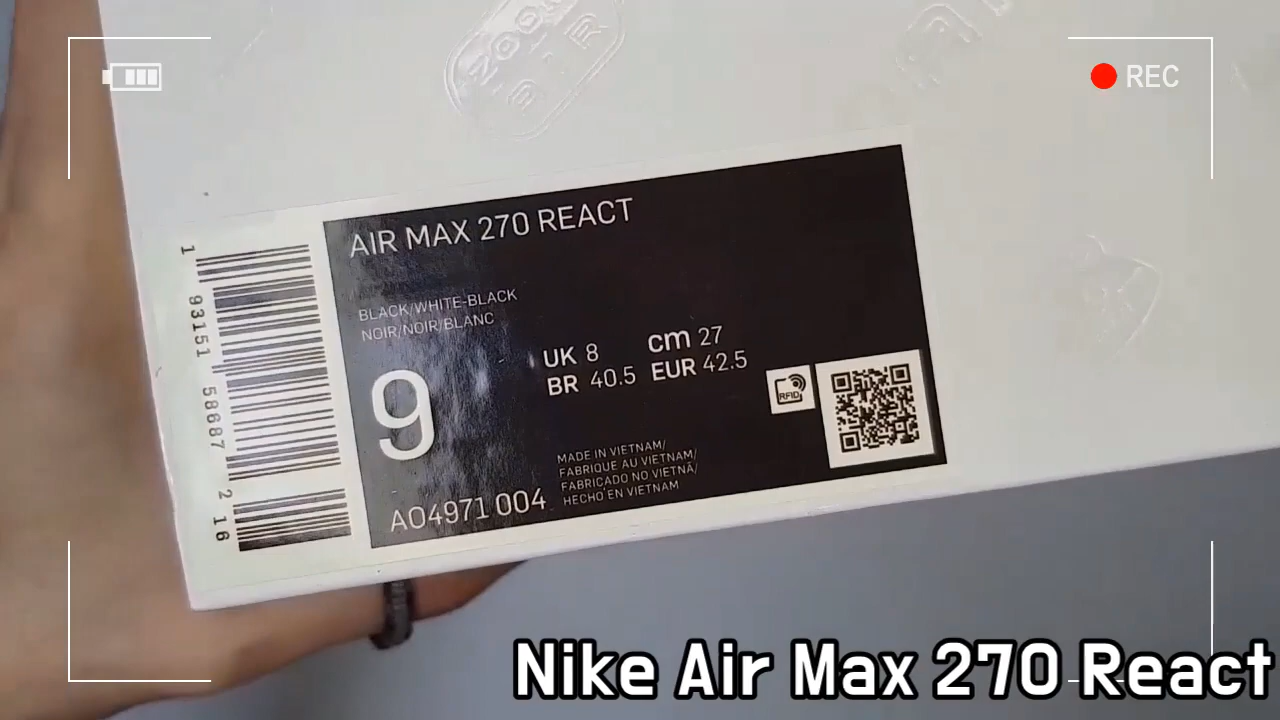 ZOOM
AIR
REC
AIR MAX 270 REACT
BLACK/WHITE-BLACK
NOIR/NOIR/BLANC
9
UK 8 cm 27
BR 40.5 EUR 42.5
RFID
MADE IN VIETNAM/
FABRIQUE AU VIETNAM/
FABRICADO NO VIETNÃ/
HECHO EN VIETNAM
AO4971 004
1 93151 58687 2 16
Nike Air Max 270 React